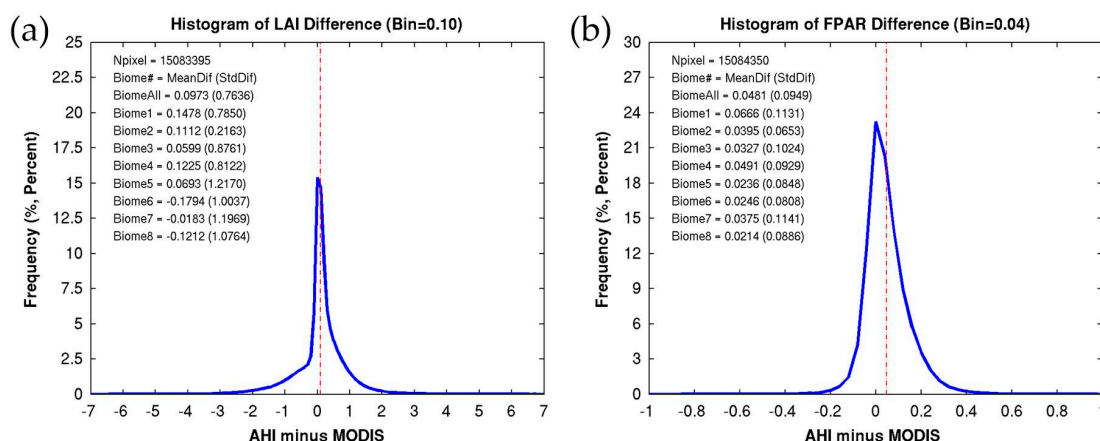 (a)
Histogram of LAI Difference (Bin=0.10)
Frequency (%, Percent)
25
22.5
20
17.5
15
12.5
10
7.5
5
2.5
0
Npixel = 15083395
Biome# = MeanDif (StdDif)
BiomeAll = 0.0973 (0.7636)
Biome1 = 0.1478 (0.7850)
Biome2 = 0.1112 (0.2163)
Biome3 = 0.0599 (0.8761)
Biome4 = 0.1225 (0.8122)
Biome5 = 0.0693 (1.2170)
Biome6 = -0.1794 (1.0037)
Biome7 = -0.0183 (1.1969)
Biome8 = -0.1212 (1.0764)
-7 -6 -5 -4 -3 -2 -1 0 1 2 3 4 5 6 7
AHI minus MODIS
(b)
Histogram of FPAR Difference (Bin=0.04)
Frequency (%, Percent)
30
27
24
21
18
15
12
9
6
3
0
Npixel = 15084350
Biome# = MeanDif (StdDif)
BiomeAll = 0.0481 (0.0949)
Biome1 = 0.0666 (0.1131)
Biome2 = 0.0395 (0.0653)
Biome3 = 0.0327 (0.1024)
Biome4 = 0.0491 (0.0929)
Biome5 = 0.0236 (0.0848)
Biome6 = 0.0246 (0.0808)
Biome7 = 0.0375 (0.1141)
Biome8 = 0.0214 (0.0886)
-1 -0.8 -0.6 -0.4 -0.2 0 0.2 0.4 0.6 0.8 1
AHI minus MODIS